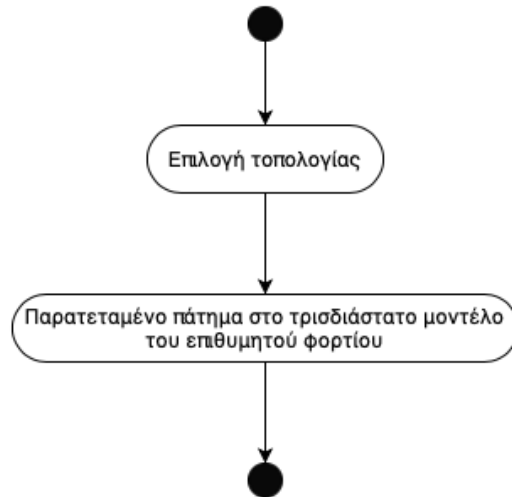 Επιλογή τοπολογίας
Παρατεταμένο πάτημα στο τρισδιάστατο μοντέλο
του επιθυμητού φορτίου